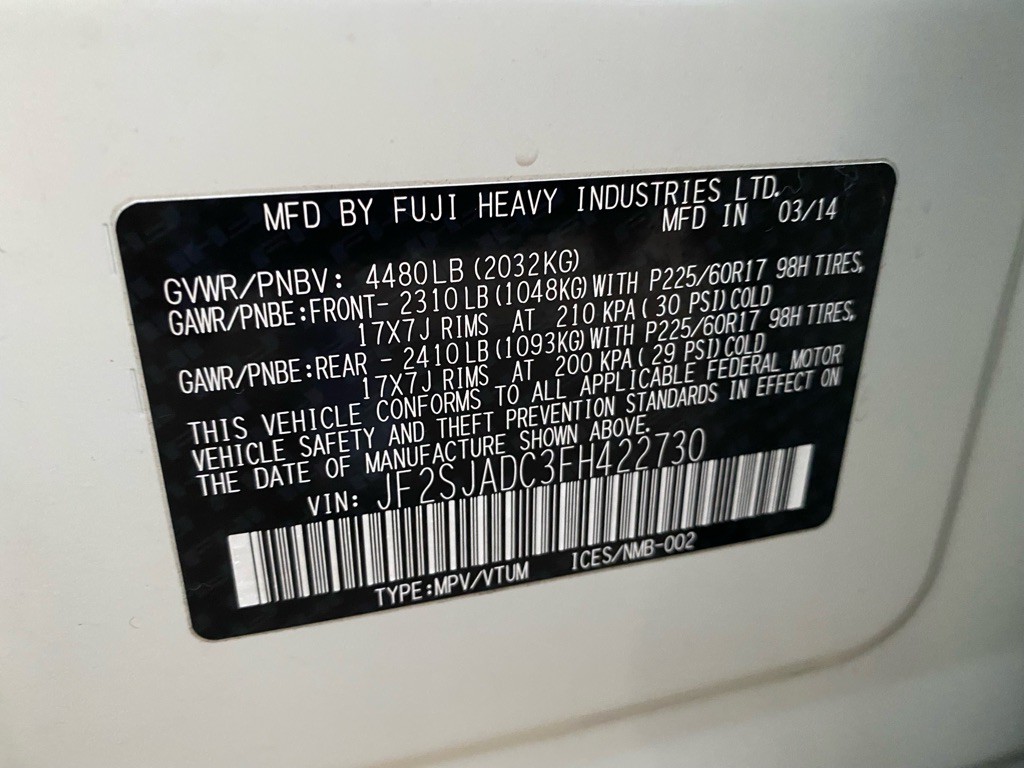 MFD BY FUJI HEAVY INDUSTRIES LTD.
MFD IN 03/14
GVWR/PNBV: 4480LB (2032KG)
GAWR/PNBE:FRONT- 2310LB (1048KG) WITH P225/60R17 98H TIRES,
17X7J RIMS AT 210 KPA ( 30 PSI) COLD
GAWR/PNBE:REAR - 2410LB (1093KG) WITH P225/60R17 98H TIRES,
17X7J RIMS AT 200 KPA ( 29 PSI) COLD
THIS VEHICLE CONFORMS TO ALL APPLICABLE FEDERAL MOTOR
VEHICLE SAFETY AND THEFT PREVENTION STANDARDS IN EFFECT ON
THE DATE OF MANUFACTURE SHOWN ABOVE.
VIN: JF2SJADC3FH422730
TYPE:MPV/VTUM ICES/NMB-002